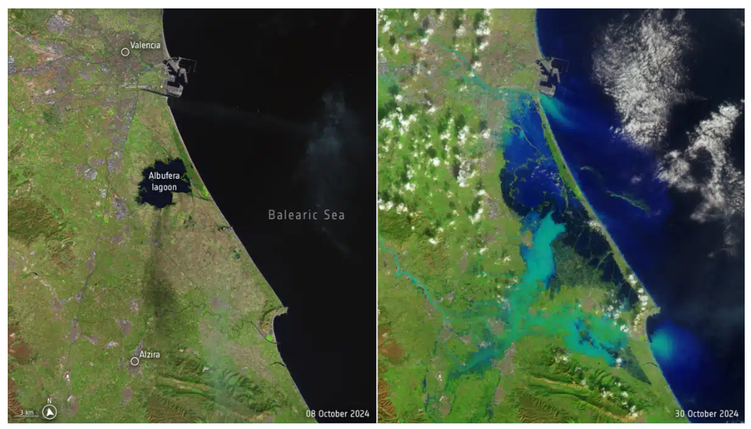 Valencia
Albufera
lagoon
Balearic Sea
Alzira
N
3 km
08 October 2024
30 October 2024